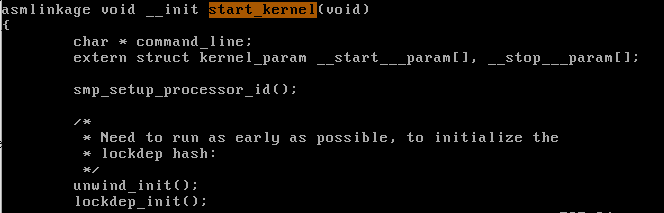 asmlinkage void __init start_kernel(void)
{
char * command_line;
extern struct kernel_param __start___param[], __stop___param[];
smp_setup_processor_id();
/*
* Need to run as early as possible, to initialize the
* lockdep hash:
*/
unwind_init();
lockdep_init();